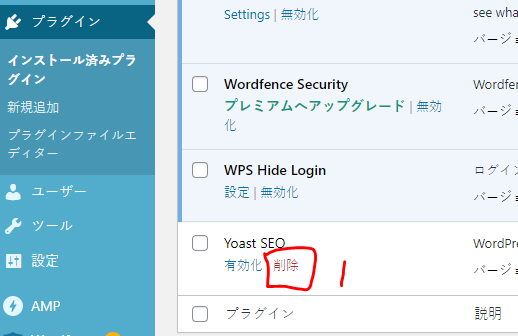 プラグイン
インストール済みプラ
グイン
新規追加
プラグインファイルエ
ディター
ユーザー
ツール
設定
AMP
Settings | 無効化
see wha
バージョ
Wordfence Security
プレミアムへアップグレード | 無効
化
Wordfer
バージョ
WPS Hide Login
設定 | 無効化
ログイン
バージョ
Yoast SEO
有効化 削除
1
WordPre
バージョ
プラグイン
説明